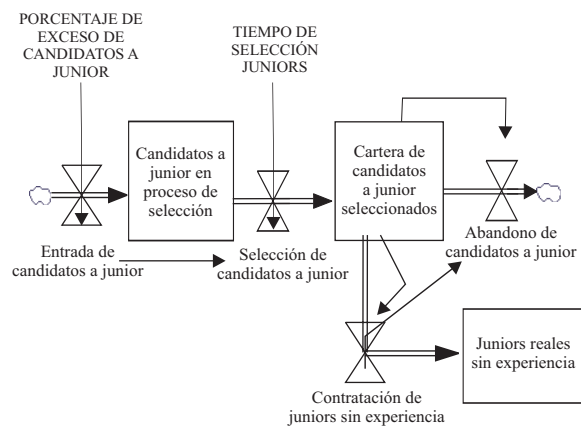 PORCENTAJE DE
EXCESO DE
CANDIDATOS A
JUNIOR
TIEMPO DE
SELECCIÓN
JUNIORS
Candidatos a
junior en
proceso de
selección
Cartera de
candidatos
a junior
seleccionados
Entrada de
candidatos a junior
Selección de
candidatos a junior
Abandono de
candidatos a junior
Juniors reales
sin experiencia
Contratación de
juniors sin experiencia